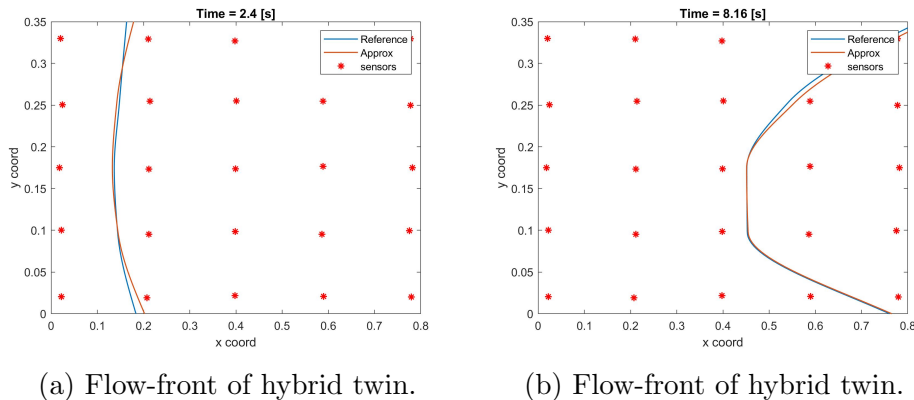 Time = 2.4 [s]
0.35
0.3
0.25
0.2
0.15
0.1
0.05
0
y coord
0 0.1 0.2 0.3 0.4 0.5 0.6 0.7 0.8
x coord
Reference
Approx
sensors
(a) Flow-front of hybrid twin.
Time = 8.16 [s]
0.35
0.3
0.25
0.2
0.15
0.1
0.05
0
y coord
0 0.1 0.2 0.3 0.4 0.5 0.6 0.7 0.8
x coord
Reference
Approx
sensors
(b) Flow-front of hybrid twin.